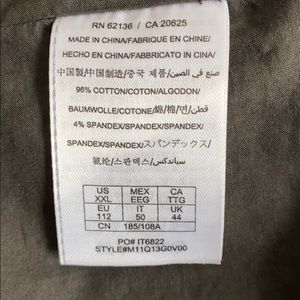 RN 62136 / CA 20625
MADE IN CHINA/FABRIQUE EN CHINE/
HECHO EN CHINA/FABBRICATO IN CINA/
中国製/中国制造/중국 제품/صنع في الصين
96% COTTON/COTON/ALGODON/
BAUMWOLLE/COTONE/綿/棉/면/قطن/
4% SPANDEX/SPANDEX/SPANDEX/
SPANDEX/SPANDEX/スパンデックス/
氨纶/스판덱스/سباندكس
US MEX CA
XXL EEG TTG
EU IT UK
112 50 44
CN 185/108A
PO# IT6822
STYLE#M11Q13G0V00